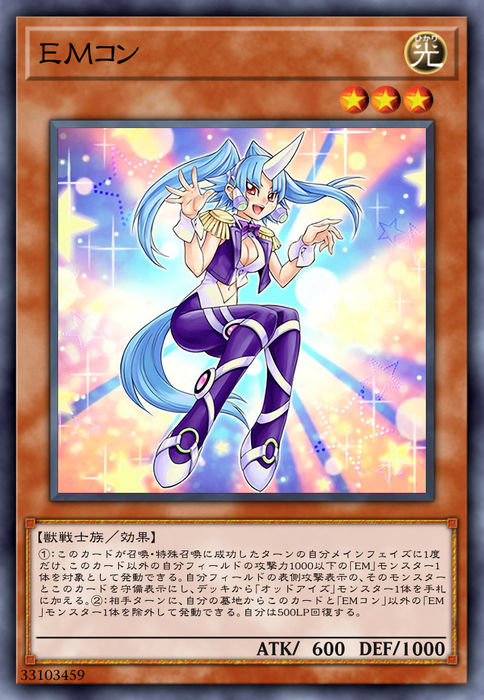 EMコン
光
ひかり
【獣戦士族／効果】
①：このカードが召喚・特殊召喚に成功したターンの自分メインフェイズに1度
だけ、このカード以外の自分フィールドの攻撃力1000以下の「EM」モンスター1
体を対象として発動できる。自分フィールドの表側攻撃表示の、そのモンスター
とこのカードを守備表示にし、デッキから「オッドアイズ」モンスター1体を手札
に加える。②：相手ターンに、自分の墓地からこのカードと「EMコン」以外の「EM
」モンスター1体を除外して発動できる。自分は500LP回復する。
ATK/ 600 DEF/1000
33103459